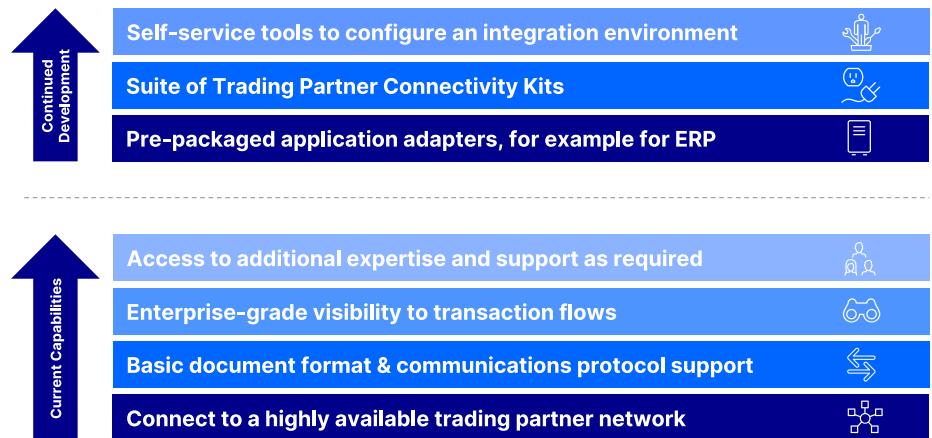 Continued
Development
Self-service tools to configure an integration environment
Suite of Trading Partner Connectivity Kits
Pre-packaged application adapters, for example for ERP
Current Capabilities
Access to additional expertise and support as required
Enterprise-grade visibility to transaction flows
Basic document format & communications protocol support
Connect to a highly available trading partner network